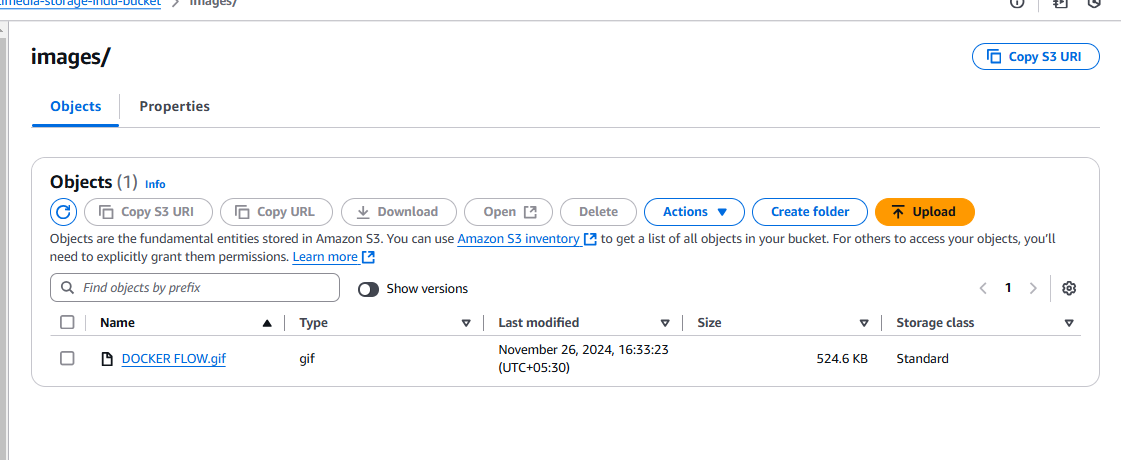 images/
images/
Copy S3 URI
Objects
Properties
Objects (1) Info
Copy S3 URI
Copy URL
Download
Open
Delete
Actions
Create folder
Upload
Objects are the fundamental entities stored in Amazon S3. You can use Amazon S3 inventory to get a list of all objects in your bucket. For others to access your objects, you'll
need to explicitly grant them permissions. Learn more
Find objects by prefix
Show versions
1
Name
Type
Last modified
Size
Storage class
DOCKER FLOW.gif
gif
November 26, 2024, 16:33:23
(UTC+05:30)
524.6 KB
Standard